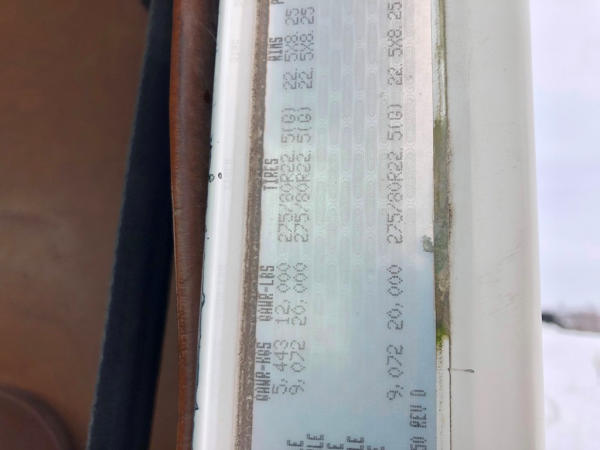 GAWR-KGS GAWR-LBS TIRES RIMS
5,443 12,000 275/80R22.5(G) 22.5X8.25
9,072 20,000 275/80R22.5(G) 22.5X8.25
9,072 20,000 275/80R22.5(G) 22.5X8.25
50 REV D